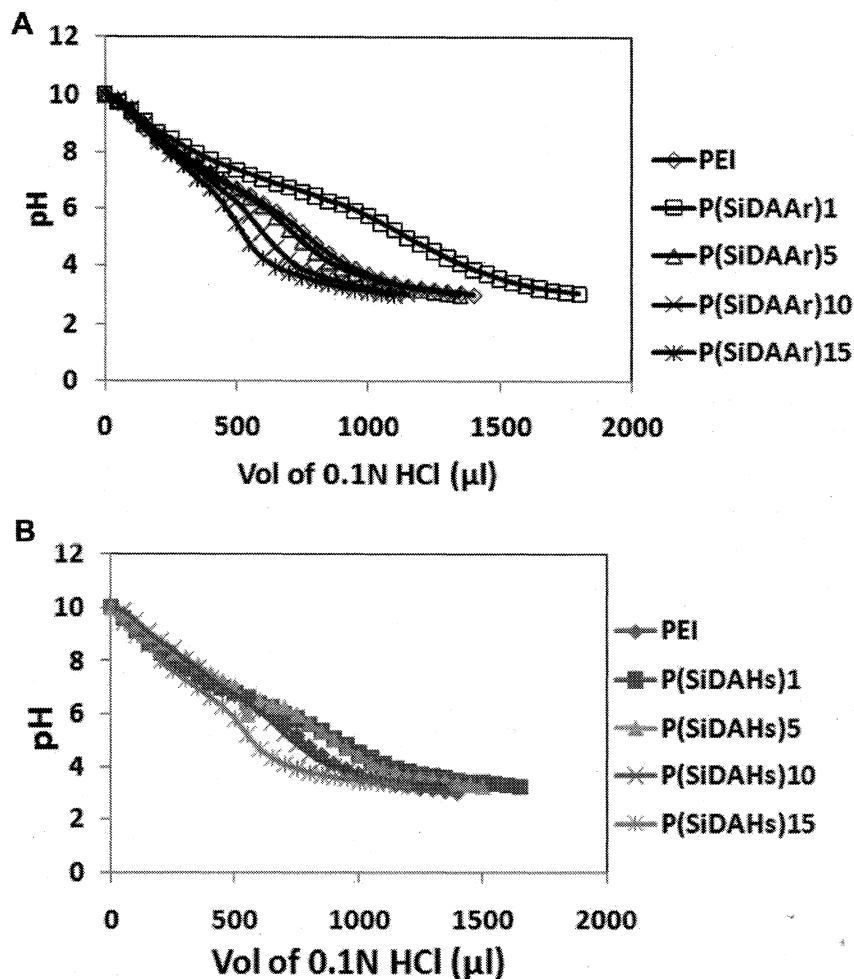 A
12
10
8
6
4
2
0
pH
0 500 1000 1500 2000
Vol of 0.1N HCl (µl)
PEI
P(SiDAAr)1
P(SiDAAr)5
P(SiDAAr)10
P(SiDAAr)15
B
12
10
8
6
4
2
0
pH
0 500 1000 1500 2000
Vol of 0.1N HCl (µl)
PEI
P(SiDAHs)1
P(SiDAHs)5
P(SiDAHs)10
P(SiDAHs)15